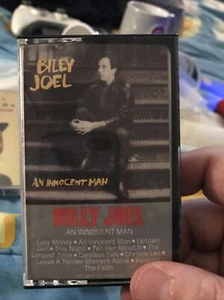 BILLY
JOEL
AN INNOCENT MAN
BILLY JOEL
AN INNOCENT MAN
Easy Money • An Innocent Man • Uptown
Girl • This Night • Tell Her About It • The
Longest Time • Careless Talk • Christie Lee •
Leave A Tender Moment Alone • Keeping
The Faith